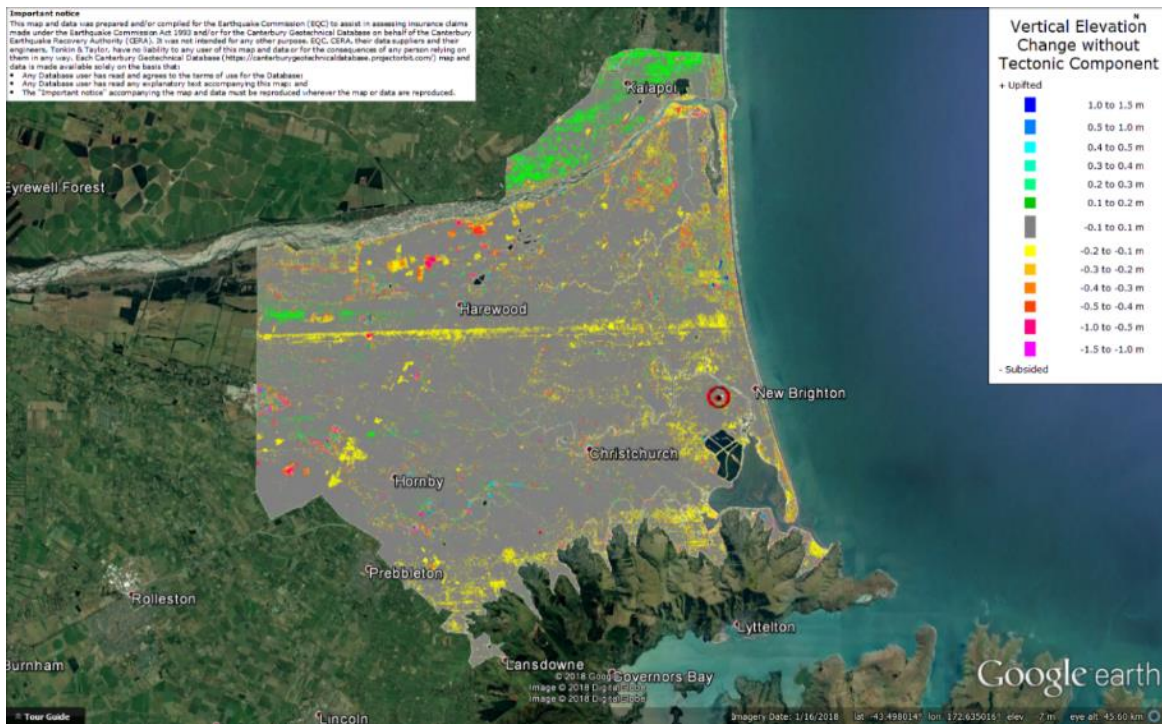 Important notice
This map and data was prepared and/or compiled for the Earthquake Commission (EQC) to assist in assessing insurance claims
made under the Earthquake Commission Act 1993 and/or for the Canterbury Geotechnical Database on behalf of the Canterbury
Earthquake Recovery Authority (CERA). It was not intended for any other purpose. EQC, CERA, their data suppliers and their
engineers, Tonkin & Taylor, have no liability to any user of this map and data or for the consequences of any person relying on
them in any way. Each Canterbury Geotechnical Database (https://canterburygeotechnicaldatabase.projectorbit.com/) map and
data is made available solely on the basis that:
• Any Database user has read and agrees to the terms of use for the Database;
• Any Database user has read any explanatory text accompanying this map; and
• The "Important notice" accompanying the map and data must be reproduced wherever the map or data are reproduced.
N
Vertical Elevation
Change without
Tectonic Component
+ Uplifted
1.0 to 1.5 m
0.5 to 1.0 m
0.4 to 0.5 m
0.3 to 0.4 m
0.2 to 0.3 m
0.1 to 0.2 m
-0.1 to 0.1 m
-0.2 to -0.1 m
-0.3 to -0.2 m
-0.4 to -0.3 m
-0.5 to -0.4 m
-1.0 to -0.5 m
-1.5 to -1.0 m
- Subsided
Kaiapoi
Eyrewell Forest
Harewood
New Brighton
Christchurch
Hornby
Prebbleton
Rolleston
Lyttelton
Burnham
Lansdowne
Governors Bay
© 2018 Google
Image © 2018 DigitalGlobe
Image © 2018 DigitalGlobe
Google earth
Lincoln
Tour Guide
Imagery Date: 1/16/2018 lat -43.498014° lon 172.635016° elev -7 m eye alt 45.60 km